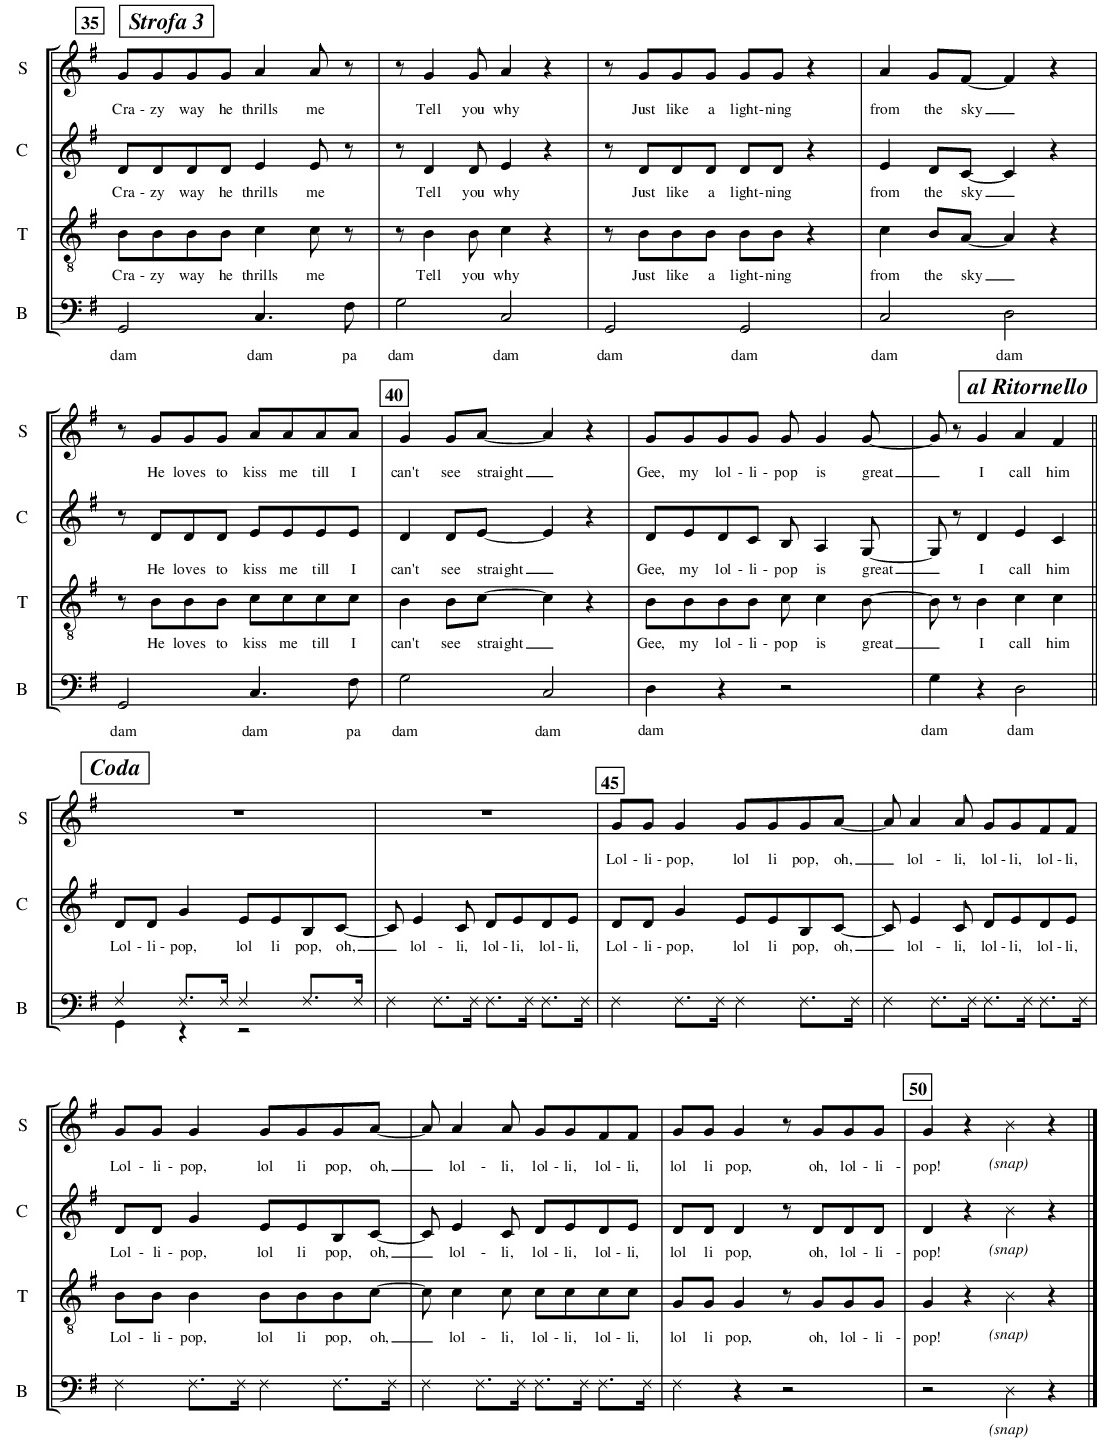 35 Strofa 3
S
Cra - zy way he thrills me Tell you why Just like a light-ning from the sky
C
Cra - zy way he thrills me Tell you why Just like a light-ning from the sky
T
8
Cra - zy way he thrills me Tell you why Just like a light-ning from the sky
B
dam dam pa dam dam dam dam dam dam
40 al Ritornello
S
He loves to kiss me till I can't see straight Gee, my lol - li - pop is great I call him
C
He loves to kiss me till I can't see straight Gee, my lol - li - pop is great I call him
T
8
He loves to kiss me till I can't see straight Gee, my lol - li - pop is great I call him
B
dam dam pa dam dam dam dam dam
Coda 45
S
Lol - li - pop, lol li pop, oh, lol - li, lol - li, lol - li,
C
Lol - li - pop, lol li pop, oh, lol - li, lol - li, lol - li, Lol - li - pop, lol li pop, oh, lol - li, lol - li, lol - li,
B
50
S
Lol - li - pop, lol li pop, oh, lol - li, lol - li, lol - li, lol li pop, oh, lol - li - pop! (snap)
C
Lol - li - pop, lol li pop, oh, lol - li, lol - li, lol - li, lol li pop, oh, lol - li - pop! (snap)
T
8
Lol - li - pop, lol li pop, oh, lol - li, lol - li, lol - li, lol li pop, oh, lol - li - pop! (snap)
B
(snap)